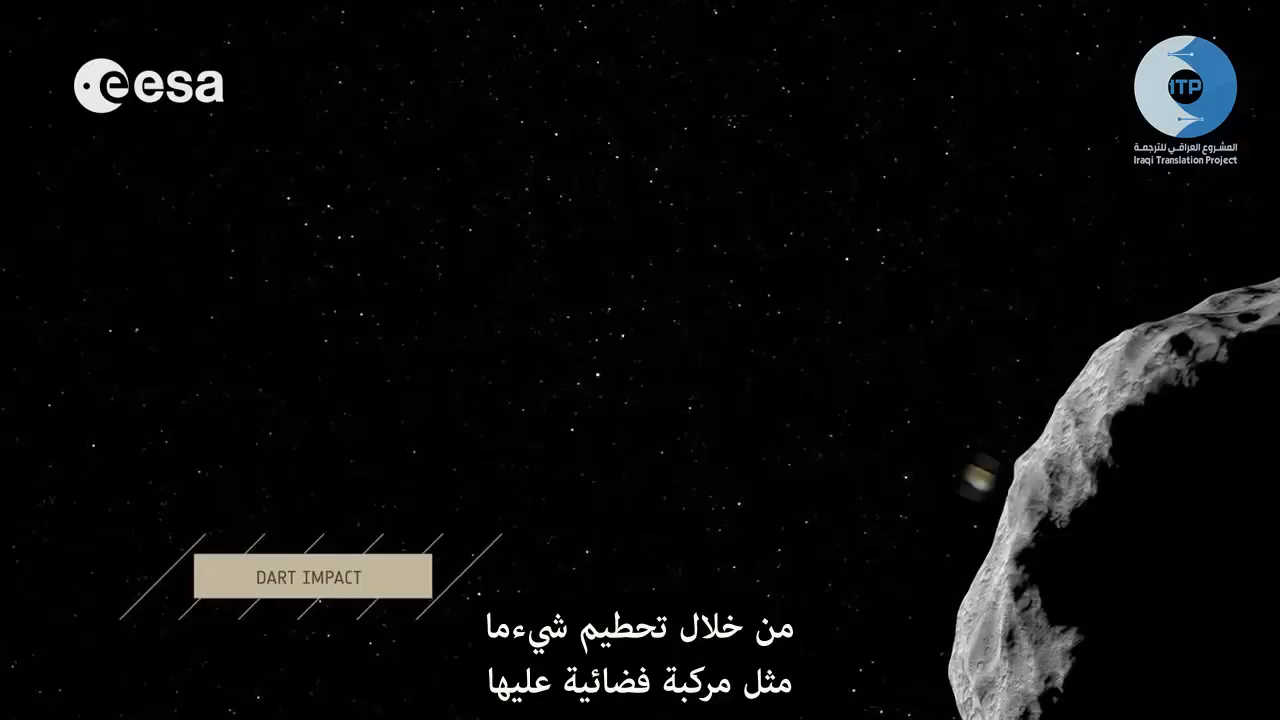 esa
ITP
المشروع العراقي للترجمة
Iraqi Translation Project
DART IMPACT
من خلال تحطيم شيءما
مثل مركبة فضائية عليها